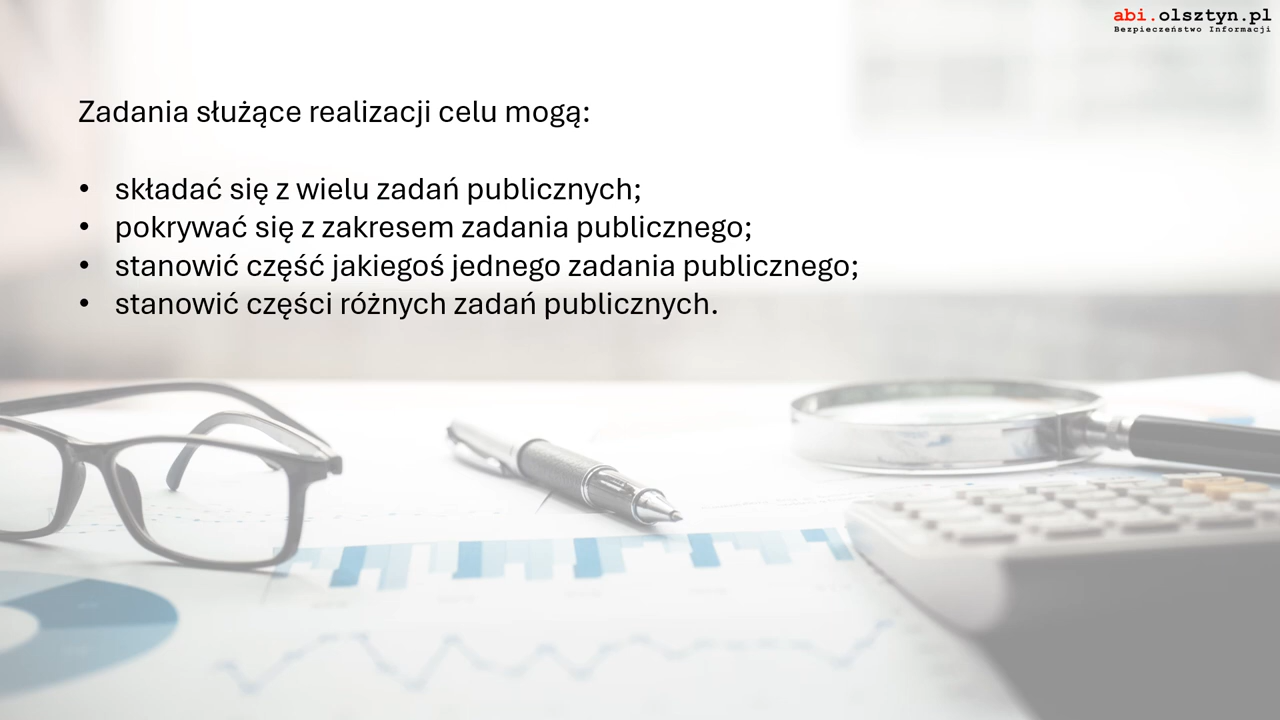 abi.olsztyn.pl
Bezpieczeństwo Informacji
Zadania służące realizacji celu mogą:
• składać się z wielu zadań publicznych;
• pokrywać się z zakresem zadania publicznego;
• stanowić część jakiegoś jednego zadania publicznego;
• stanowić części różnych zadań publicznych.